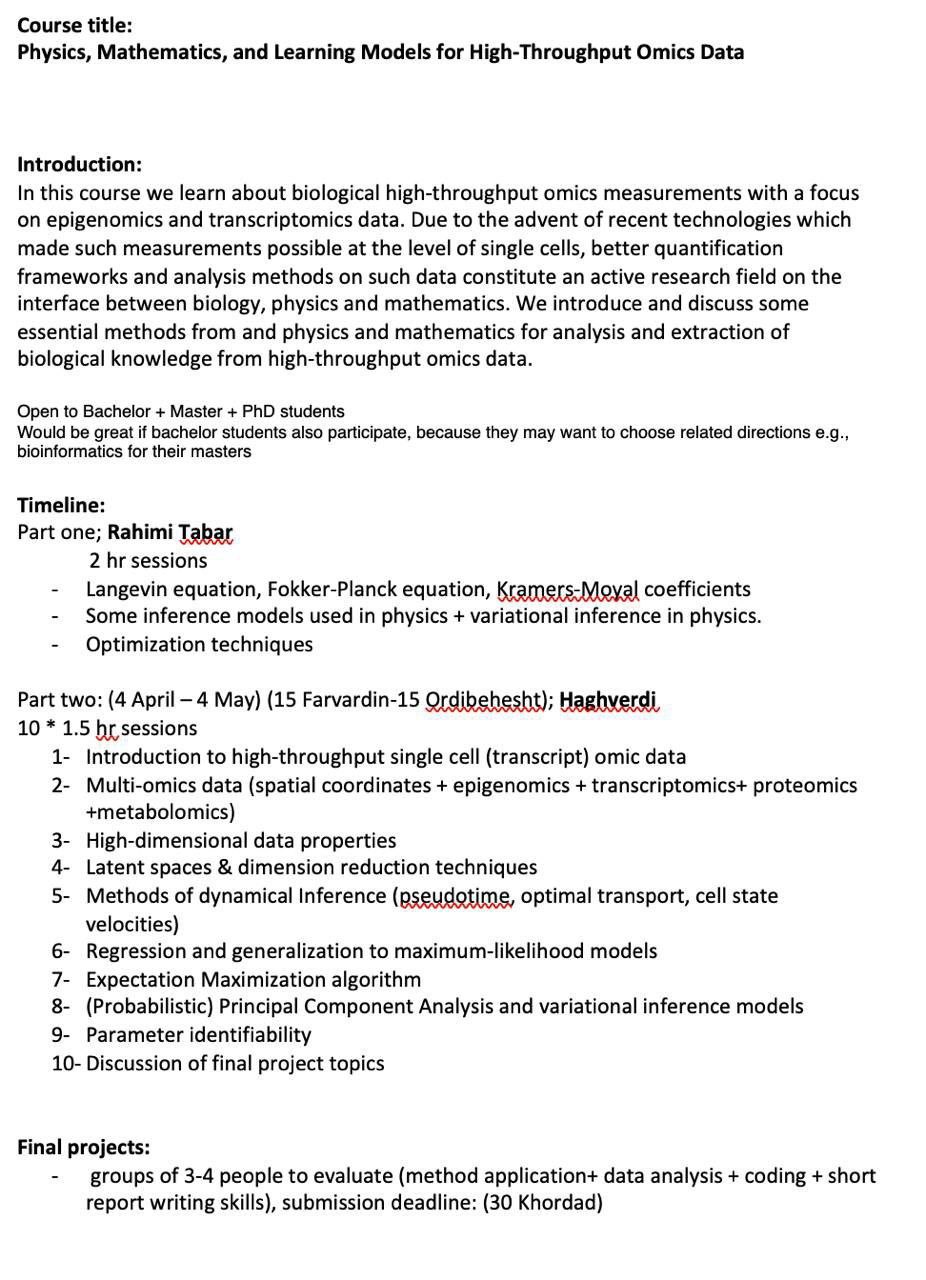 Course title:
Physics, Mathematics, and Learning Models for High-Throughput Omics Data
Introduction:
In this course we learn about biological high-throughput omics measurements with a focus
on epigenomics and transcriptomics data. Due to the advent of recent technologies which
made such measurements possible at the level of single cells, better quantification
frameworks and analysis methods on such data constitute an active research field on the
interface between biology, physics and mathematics. We introduce and discuss some
essential methods from and physics and mathematics for analysis and extraction of
biological knowledge from high-throughput omics data.
Open to Bachelor + Master + PhD students
Would be great if bachelor students also participate, because they may want to choose related directions e.g.,
bioinformatics for their masters
Timeline:
Part one; Rahimi Tabar
2 hr sessions
- Langevin equation, Fokker-Planck equation, Kramers-Moyal coefficients
- Some inference models used in physics + variational inference in physics.
- Optimization techniques
Part two: (4 April – 4 May) (15 Farvardin-15 Ordibehesht); Haghverdi
10 * 1.5 hr sessions
1- Introduction to high-throughput single cell (transcript) omic data
2- Multi-omics data (spatial coordinates + epigenomics + transcriptomics+ proteomics
+metabolomics)
3- High-dimensional data properties
4- Latent spaces & dimension reduction techniques
5- Methods of dynamical Inference (pseudotime, optimal transport, cell state
velocities)
6- Regression and generalization to maximum-likelihood models
7- Expectation Maximization algorithm
8- (Probabilistic) Principal Component Analysis and variational inference models
9- Parameter identifiability
10- Discussion of final project topics
Final projects:
- groups of 3-4 people to evaluate (method application+ data analysis + coding + short
report writing skills), submission deadline: (30 Khordad)